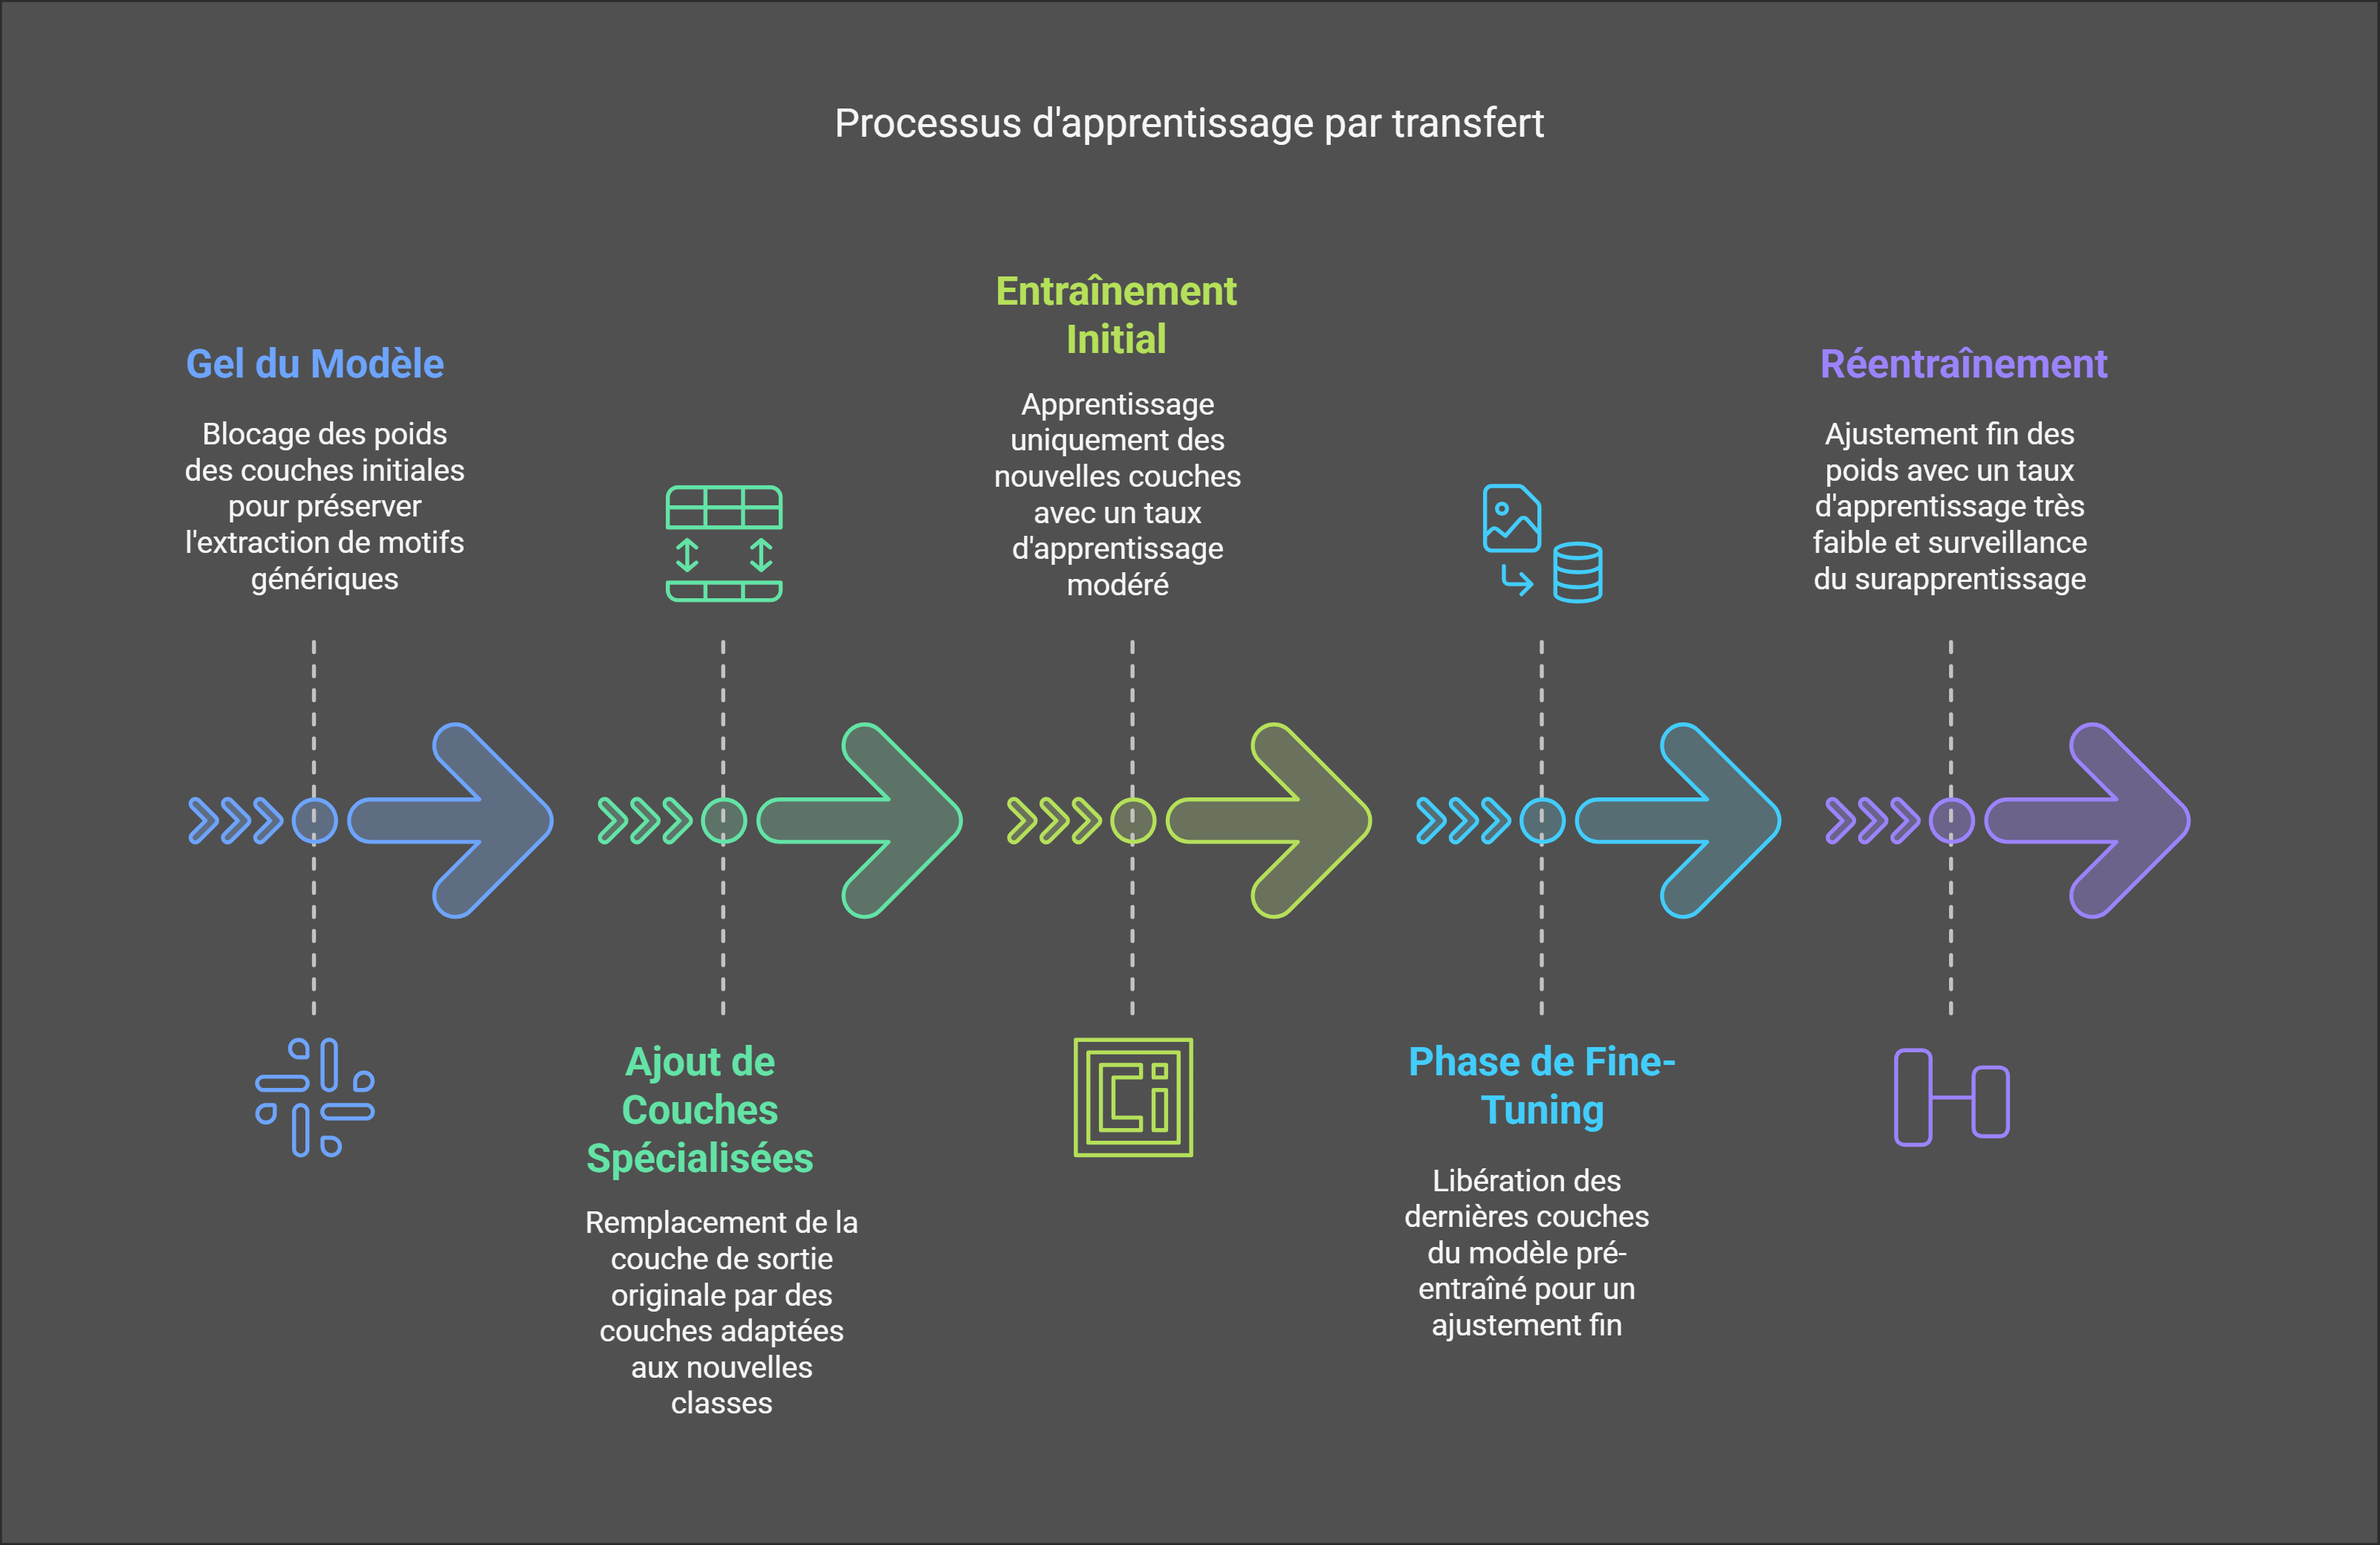 Processus d'apprentissage par transfert
Gel du Modèle
Blocage des poids
des couches initiales
pour préserver
l'extraction de motifs
génériques
Ajout de
Couches
Spécialisées
Remplacement de la
couche de sortie
originale par des
couches adaptées
aux nouvelles
classes
Entraînement
Initial
Apprentissage
uniquement des
nouvelles couches
avec un taux
d'apprentissage
modéré
Phase de Fine-
Tuning
Libération des
dernières couches
du modèle pré-
entraîné pour un
ajustement fin
Réentraînement
Ajustement fin des
poids avec un taux
d'apprentissage très
faible et surveillance
du surapprentissage